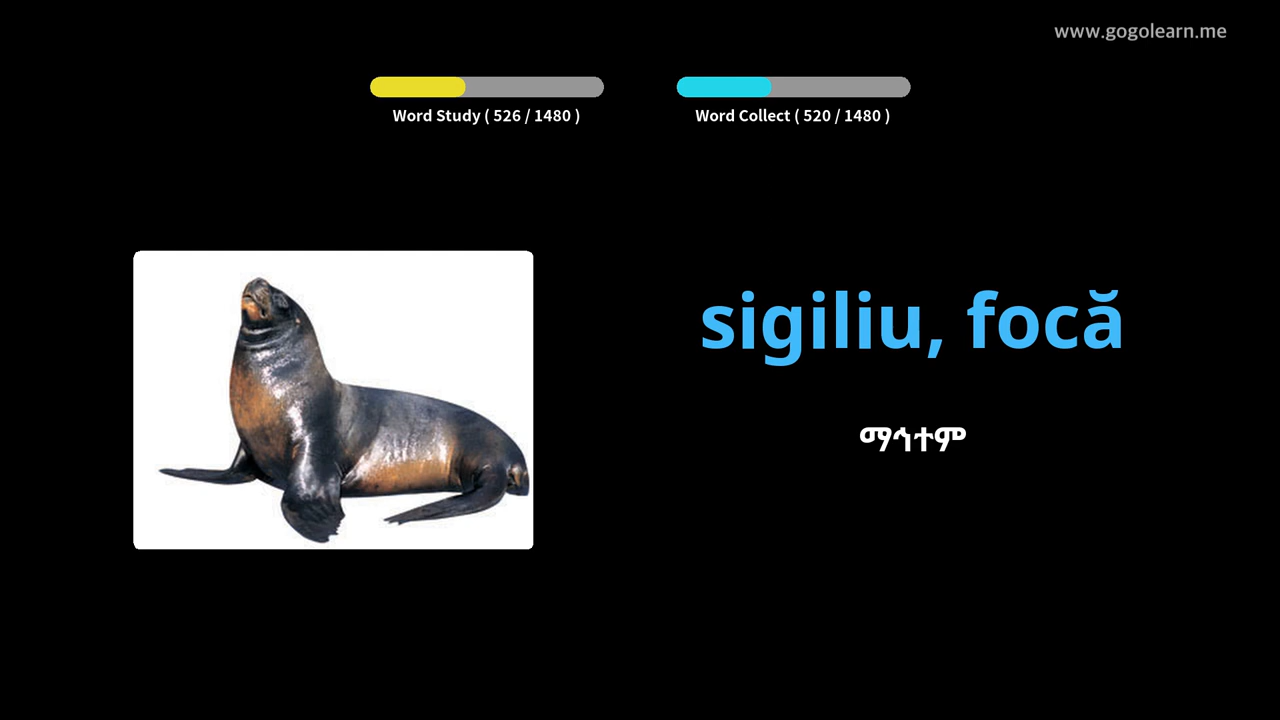 www.gogolearn.me
Word Study ( 526 / 1480 )
Word Collect ( 520 / 1480 )
sigiliu, focă
ማኅተም